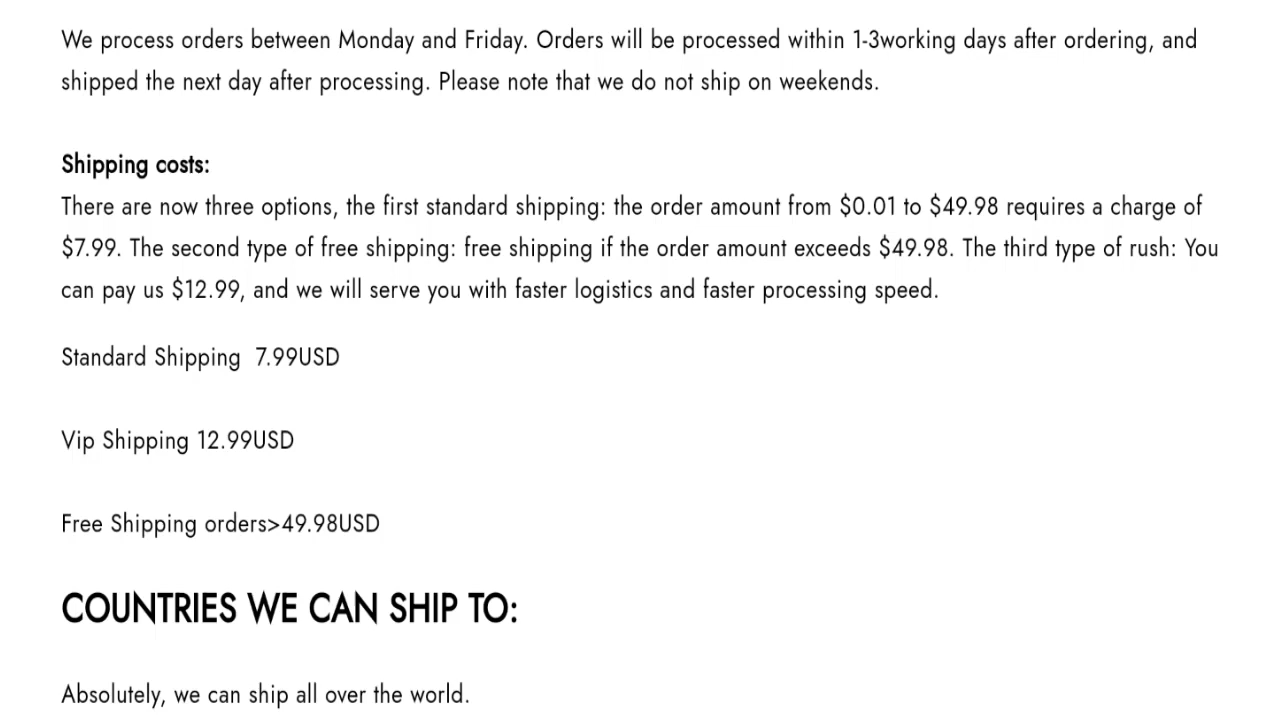 We process orders between Monday and Friday. Orders will be processed within 1-3working days after ordering, and
shipped the next day after processing. Please note that we do not ship on weekends.
Shipping costs:
There are now three options, the first standard shipping: the order amount from $0.01 to $49.98 requires a charge of
$7.99. The second type of free shipping: free shipping if the order amount exceeds $49.98. The third type of rush: You
can pay us $12.99, and we will serve you with faster logistics and faster processing speed.
Standard Shipping  7.99USD
Vip Shipping 12.99USD
Free Shipping orders>49.98USD
COUNTRIES WE CAN SHIP TO:
Absolutely, we can ship all over the world.